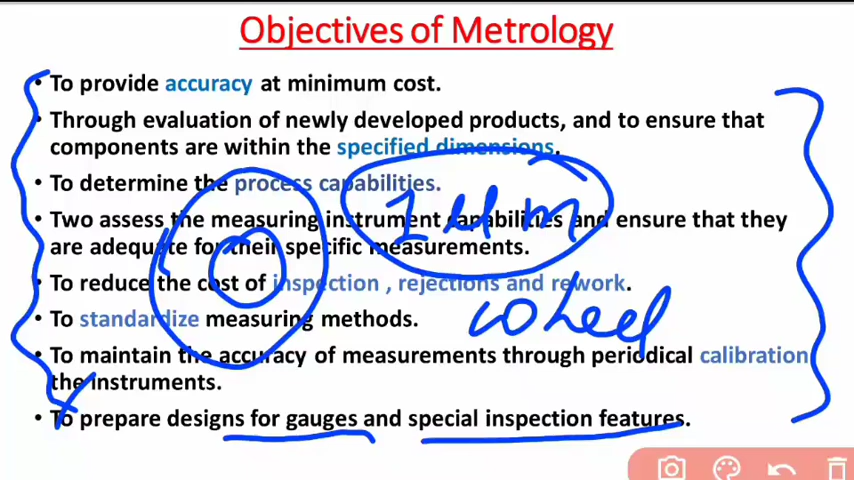 Objectives of Metrology
• To provide accuracy at minimum cost.
• Through evaluation of newly developed products, and to ensure that
components are within the specified dimensions.
• To determine the process capabilities.
• Two assess the measuring instrument capabilities and ensure that they
are adequate for their specific measurements.
• To reduce the cost of inspection , rejections and rework.
• To standardize measuring methods.
• To maintain the accuracy of measurements through periodical calibration
the instruments.
• To prepare designs for gauges and special inspection features.
1 um
wheel